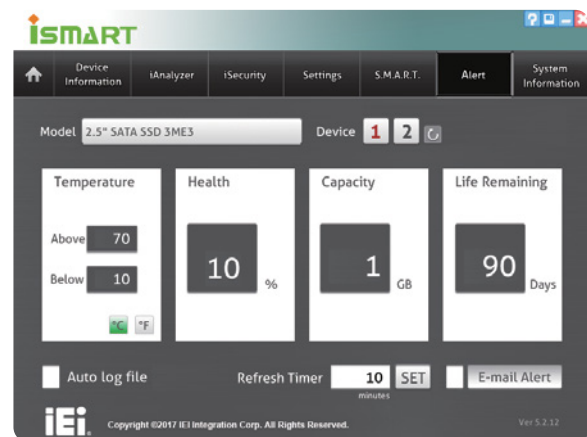 iSMART
Device Information
iAnalyzer
iSecurity
Settings
S.M.A.R.T.
Alert
System Information
Model 2.5" SATA SSD 3ME3
Device 1 2
Temperature
Above 70
Below 10
°C °F
Health
10 %
Capacity
1 GB
Life Remaining
90 Days
Auto log file
Refresh Timer 10 SET
minutes
E-mail Alert
iEi. Copyright ©2017 IEI Integration Corp. All Rights Reserved.
Ver 5.2.12